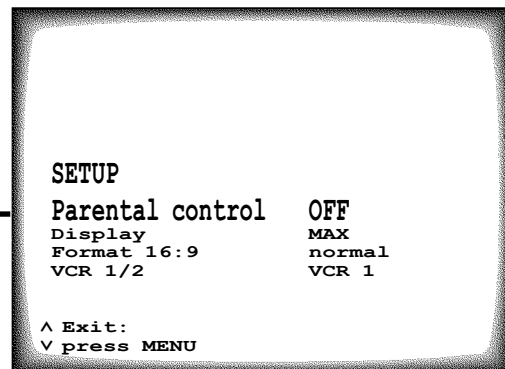 SETUP
Parental control OFF
Display MAX
Format 16:9 normal
VCR 1/2 VCR 1
∧ Exit:
∨ press MENU